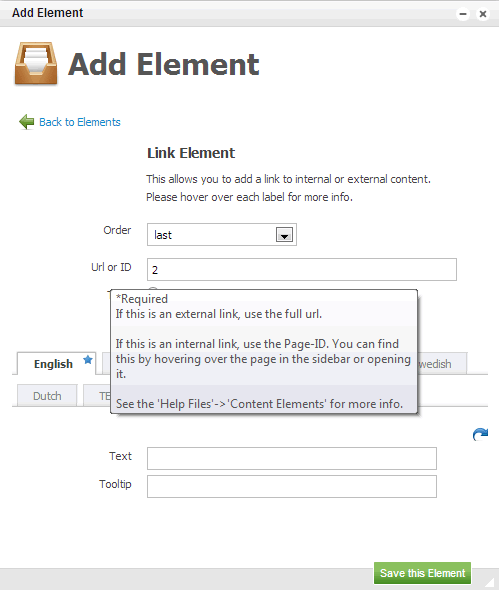 Add Element
Add Element
Back to Elements
Link Element
This allows you to add a link to internal or external content.
Please hover over each label for more info.
Order
last
Url or ID
2
*Required
If this is an external link, use the full url.
If this is an internal link, use the Page-ID. You can find
this by hovering over the page in the sidebar or opening
it.
See the 'Help Files'->'Content Elements' for more info.
English
Dutch
Text
Tooltip
Save this Element